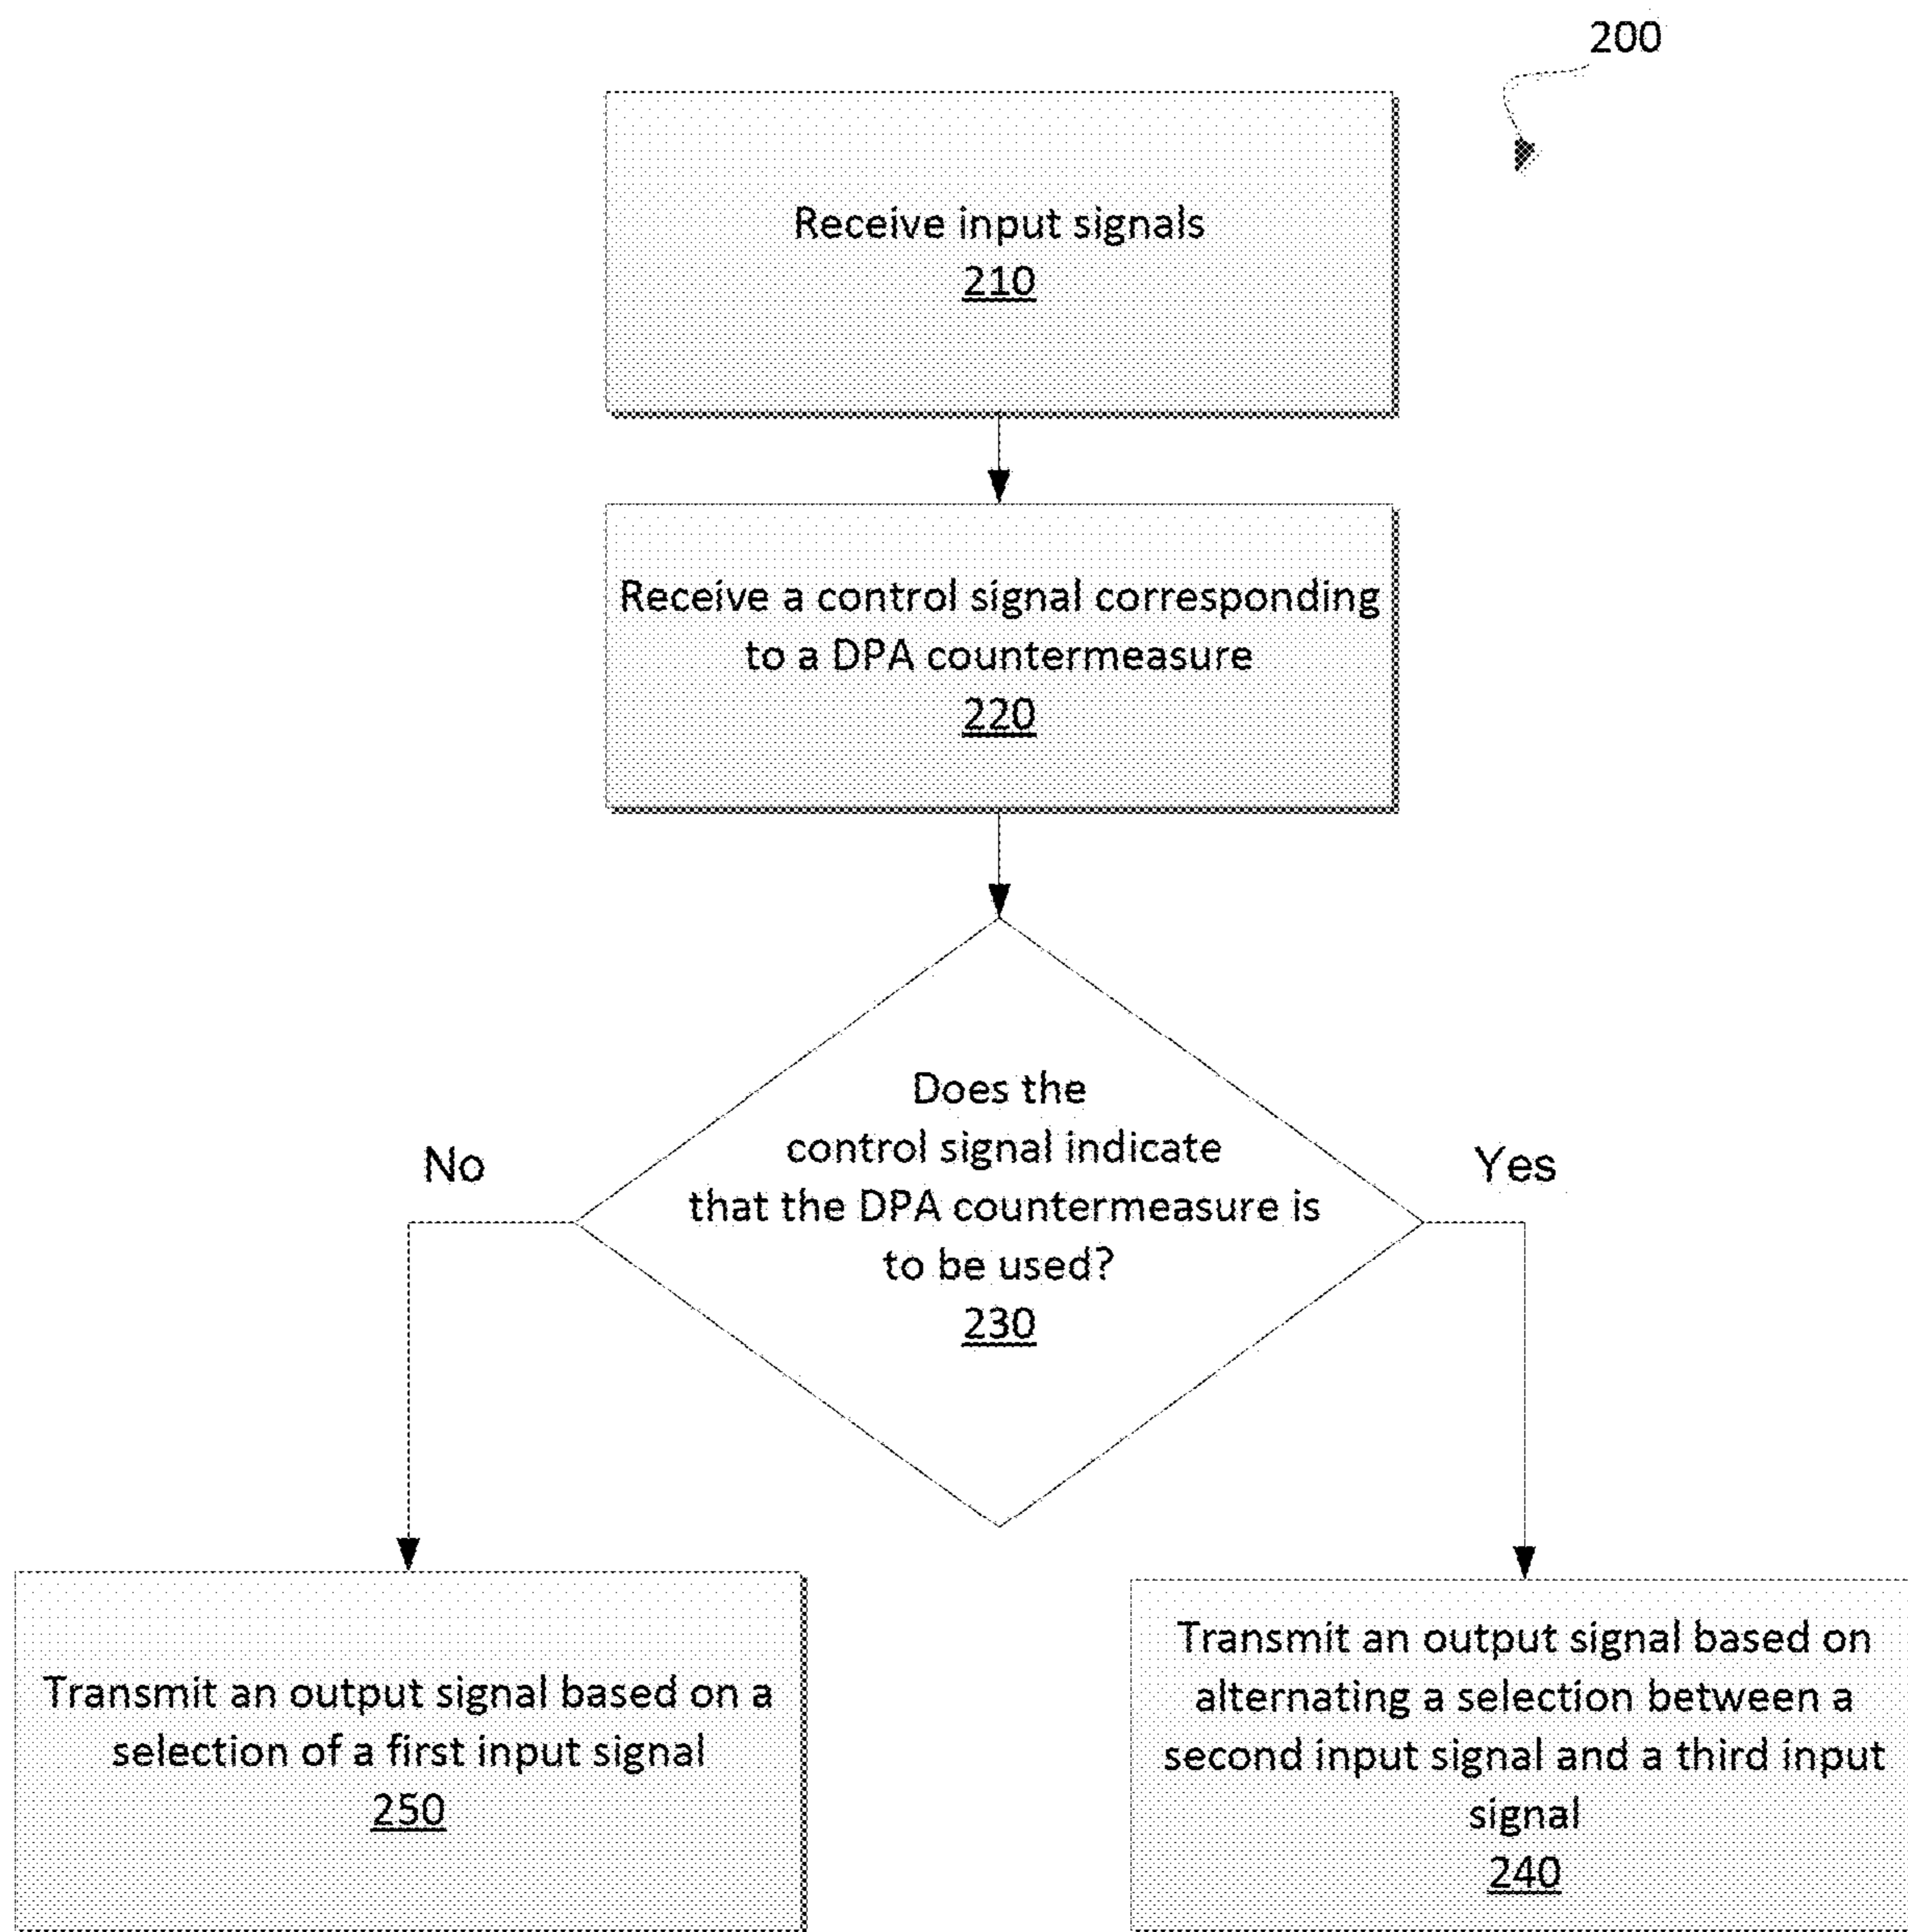 200
Receive input signals
210
Receive a control signal corresponding
to a DPA countermeasure
220
Does the
control signal indicate
that the DPA countermeasure is
to be used?
230
No
Yes
Transmit an output signal based on a
selection of a first input signal
250
Transmit an output signal based on
alternating a selection between a
second input signal and a third input
signal
240